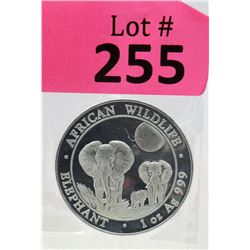 Lot #
255
AFRICAN WILDLIFE
ELEPHANT • 1 oz Ag 999